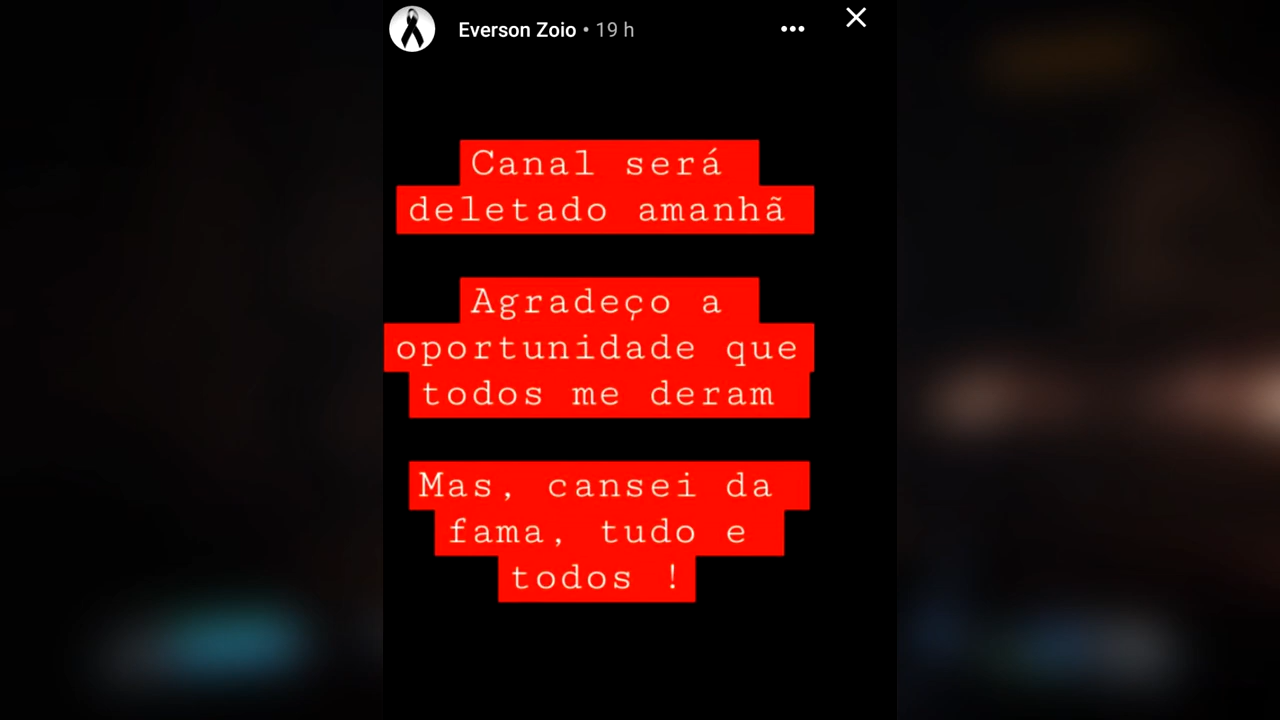 Everson Zoio • 19 h
Canal será
deletado amanhã
Agradeço a
oportunidade que
todos me deram
Mas, cansei da
fama, tudo e
todos !